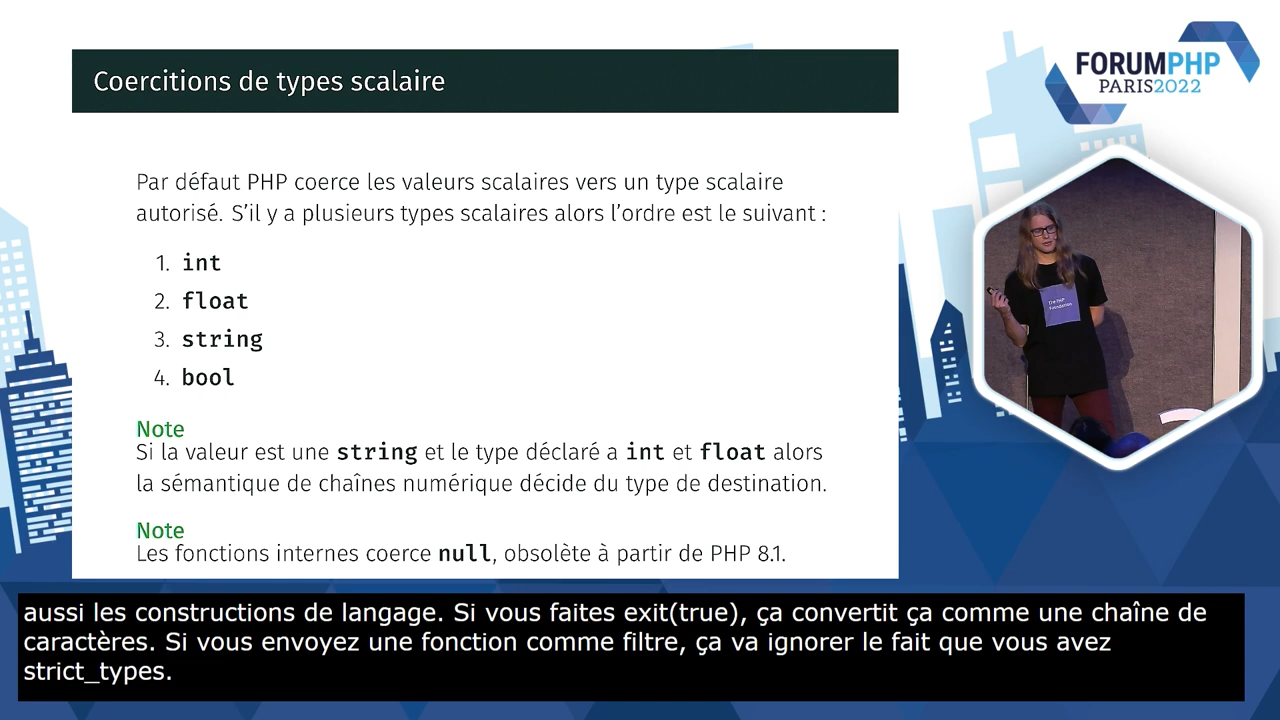 Coercitions de types scalaire
FORUMPHP
PARIS2022
Par défaut PHP coerce les valeurs scalaires vers un type scalaire
autorisé. S'il y a plusieurs types scalaires alors l'ordre est le suivant :
1. int
2. float
3. string
4. bool
The PHP
Foundation
Note
Si la valeur est une string et le type déclaré a int et float alors
la sémantique de chaînes numérique décide du type de destination.
Note
Les fonctions internes coerce null, obsolète à partir de PHP 8.1.
aussi les constructions de langage. Si vous faites exit(true), ça convertit ça comme une chaîne de
caractères. Si vous envoyez une fonction comme filtre, ça va ignorer le fait que vous avez
strict_types.